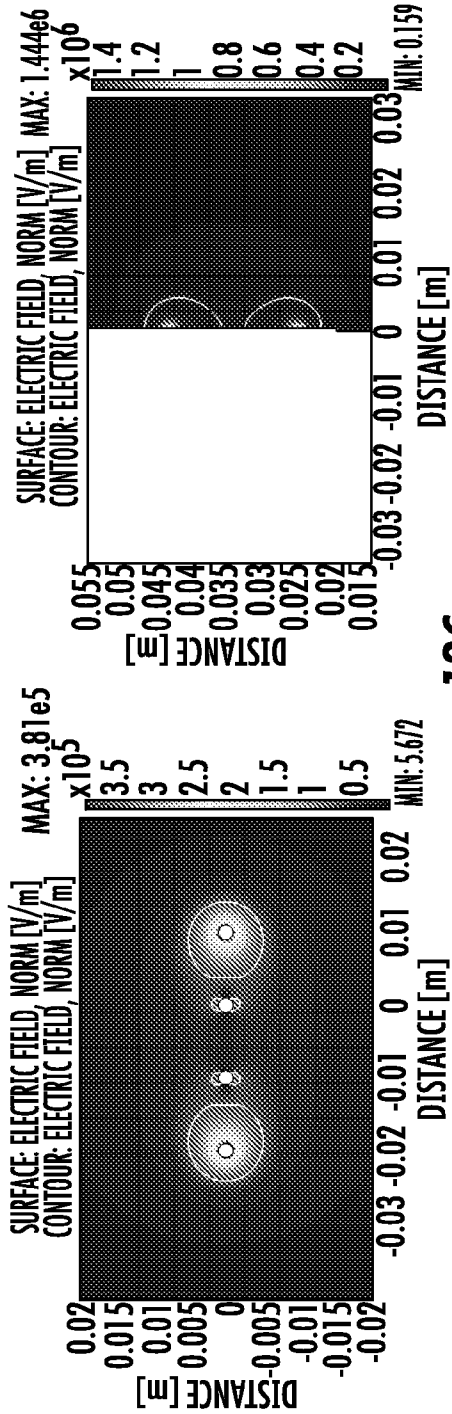 SURFACE: ELECTRIC FIELD, NORM [V/m]
CONTOUR: ELECTRIC FIELD, NORM [V/m]
MAX: 3.81e5
x10⁵
0.02
0.015
0.01
0.005
0
-0.005
-0.01
-0.015
-0.02
DISTANCE [m]
-0.03 -0.02 -0.01 0 0.01 0.02
DISTANCE [m]
3.5
3
2.5
2
1.5
1
0.5
MIN: 5.672
SURFACE: ELECTRIC FIELD, NORM [V/m]
CONTOUR: ELECTRIC FIELD, NORM [V/m]
MAX: 1.444e6
x10⁶
0.055
0.05
0.045
0.04
0.035
0.03
0.025
0.02
0.015
DISTANCE [m]
-0.03 -0.02 -0.01 0 0.01 0.02 0.03
DISTANCE [m]
1.4
1.2
1
0.8
0.6
0.4
0.2
MIN: 0.159